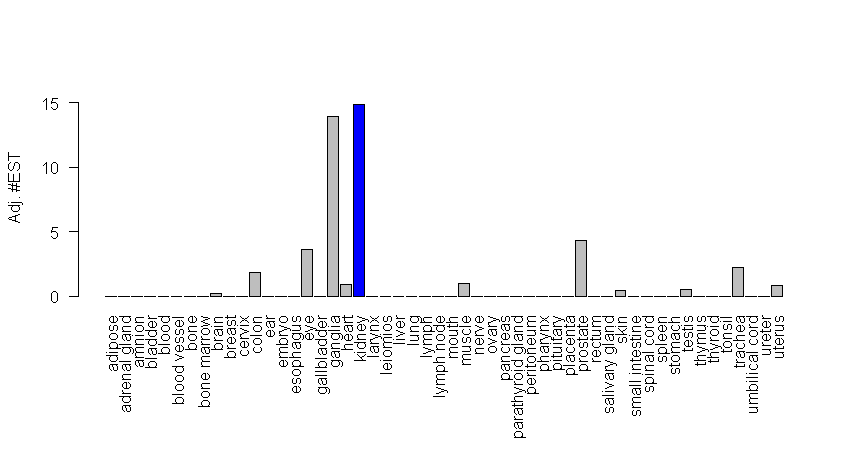 Adj. #EST
15
10
5
0
adipose
adrenal gland
amnion
bladder
blood
blood vessel
bone
bone marrow
brain
breast
cervix
colon
ear
embryo
esophagus
eye
gallbladder
ganglia
heart
kidney
larynx
leiomios
liver
lung
lymph
lymph node
mouth
muscle
nerve
ovary
pancreas
parathyroid gland
peritoneum
pharynx
pituitary
placenta
prostate
rectum
salivary gland
skin
small intestine
spinal cord
spleen
stomach
testis
thymus
thyroid
tonsil
trachea
umbilical cord
ureter
uterus